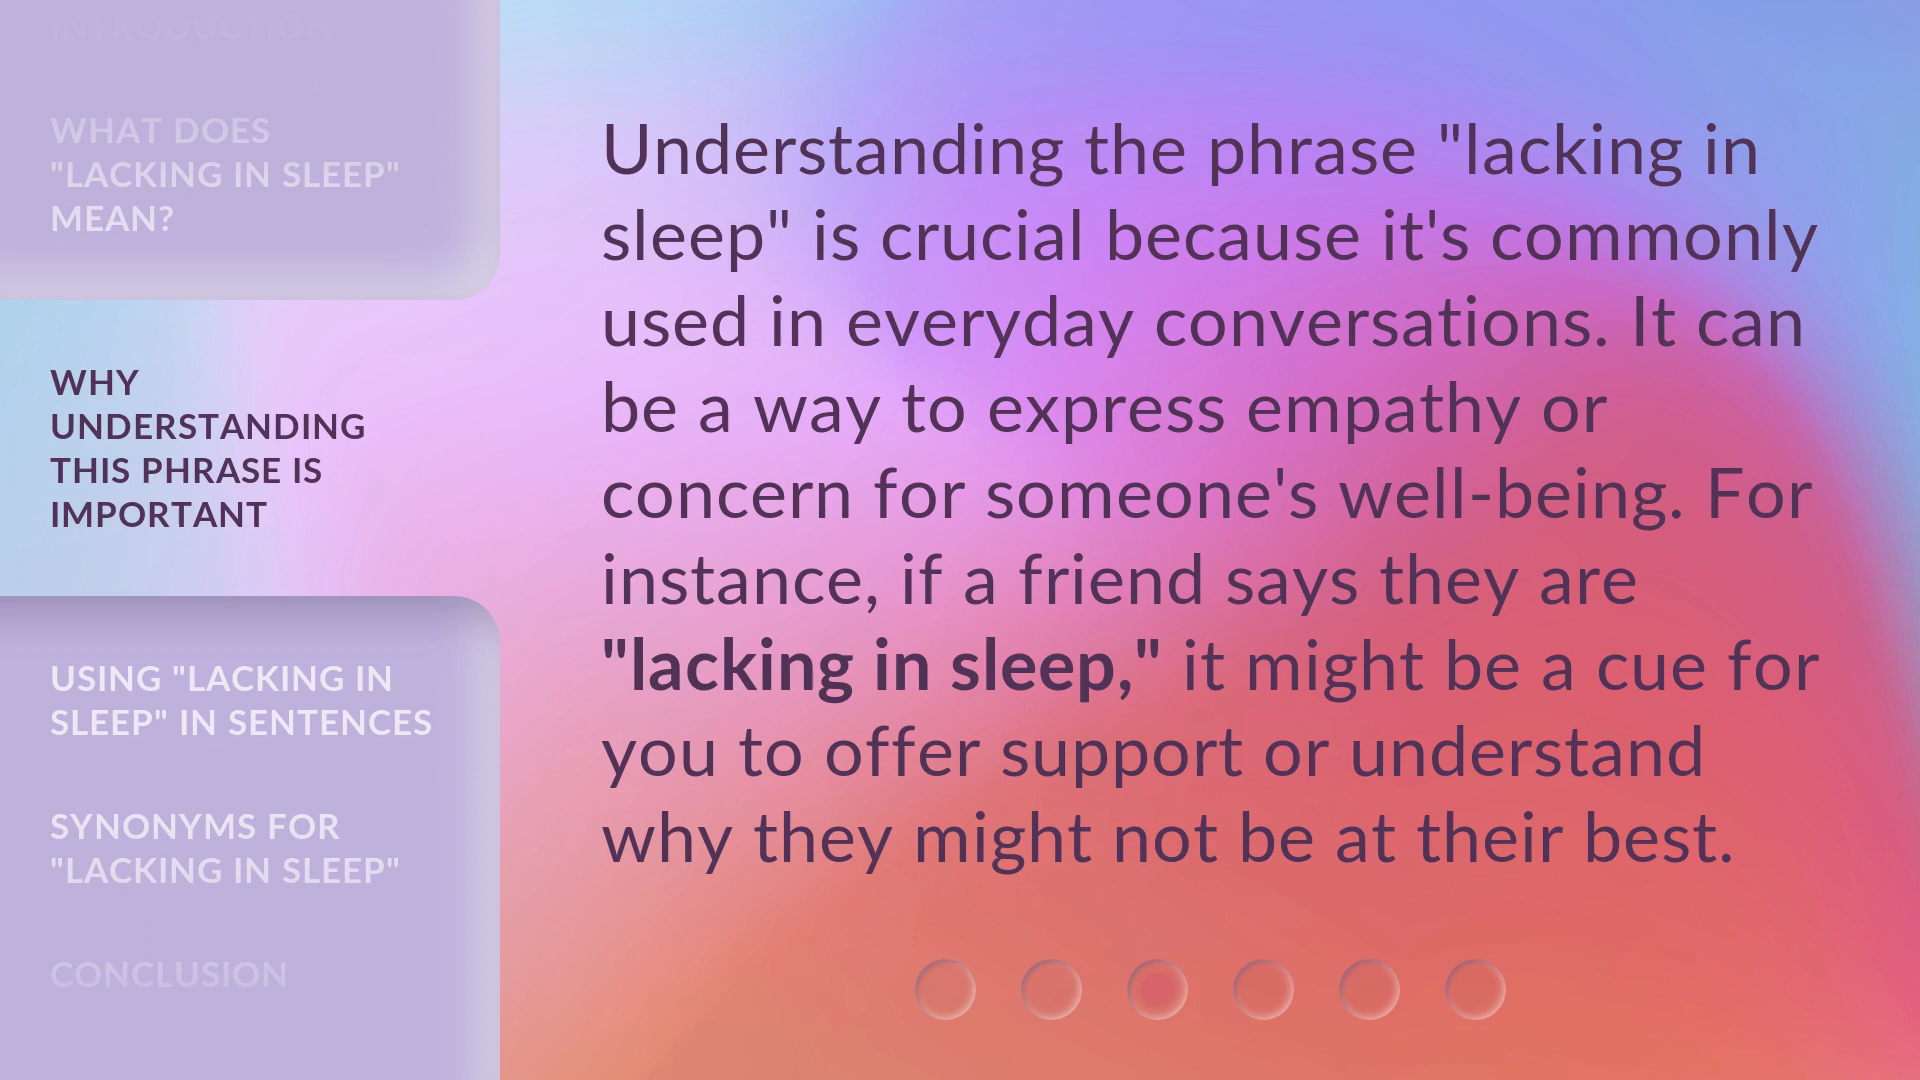 INTRODUCTION
WHAT DOES
"LACKING IN SLEEP"
MEAN?
WHY
UNDERSTANDING
THIS PHRASE IS
IMPORTANT
USING "LACKING IN
SLEEP" IN SENTENCES
SYNONYMS FOR
"LACKING IN SLEEP"
CONCLUSION
Understanding the phrase "lacking in
sleep" is crucial because it's commonly
used in everyday conversations. It can
be a way to express empathy or
concern for someone's well-being. For
instance, if a friend says they are
"lacking in sleep," it might be a cue for
you to offer support or understand
why they might not be at their best.